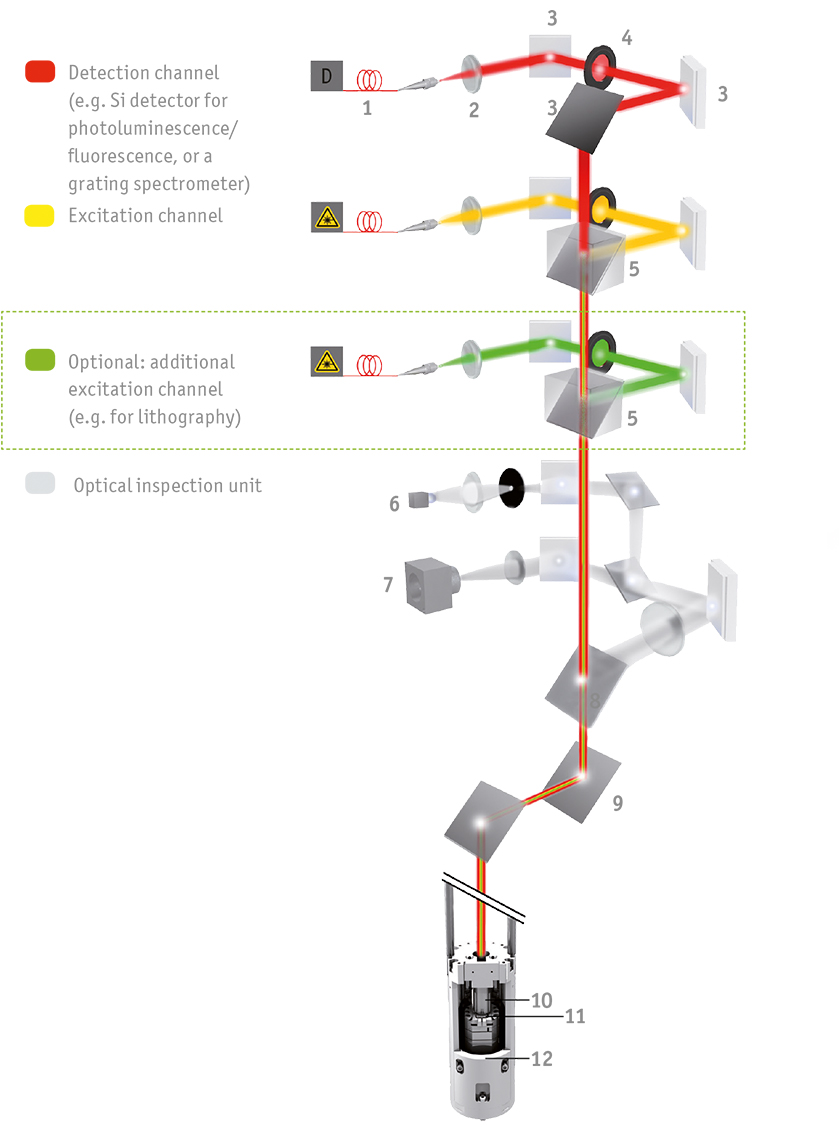 3
4
Detection channel
D
(e.g. Si detector for
1
2
3
3
photoluminescence/
fluorescence, or a
grating spectrometer)
Excitation channel
5
Optional: additional
excitation channel
(e.g. for lithography)
5
Optical inspection unit
6
7
8
9
10
11
12